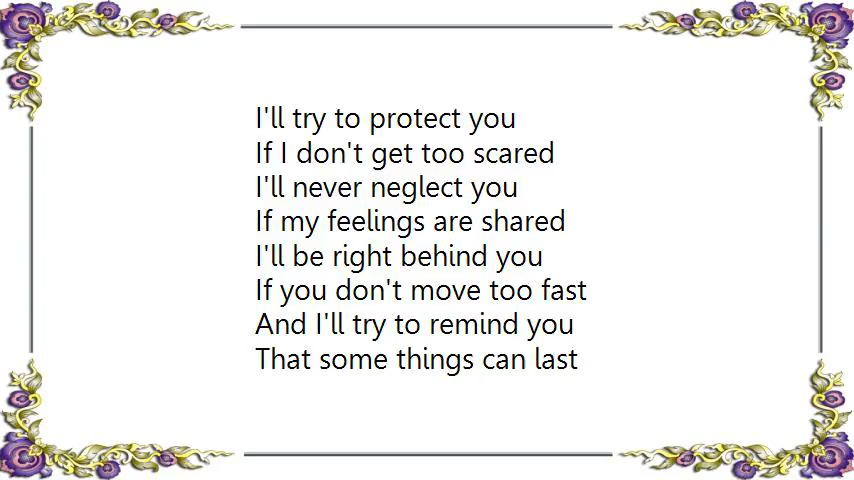 I'll try to protect you
If I don't get too scared
I'll never neglect you
If my feelings are shared
I'll be right behind you
If you don't move too fast
And I'll try to remind you
That some things can last